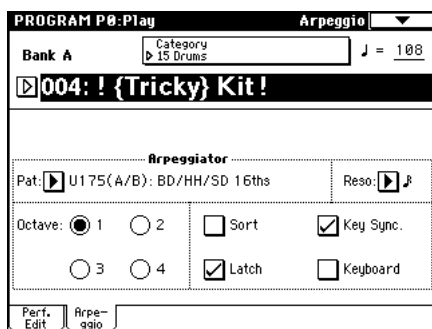 PROGRAM P0:Play Arpeggio
Bank A Category ♩ = 108
15 Drums
004: ! {Tricky} Kit !
Arpeggiator
Pat: U175(A/B): BD/HH/SD 16ths Reso:
Octave: 1 2 Sort Key Sync.
3 4 Latch Keyboard
Perf. Edit Arpe-ggio